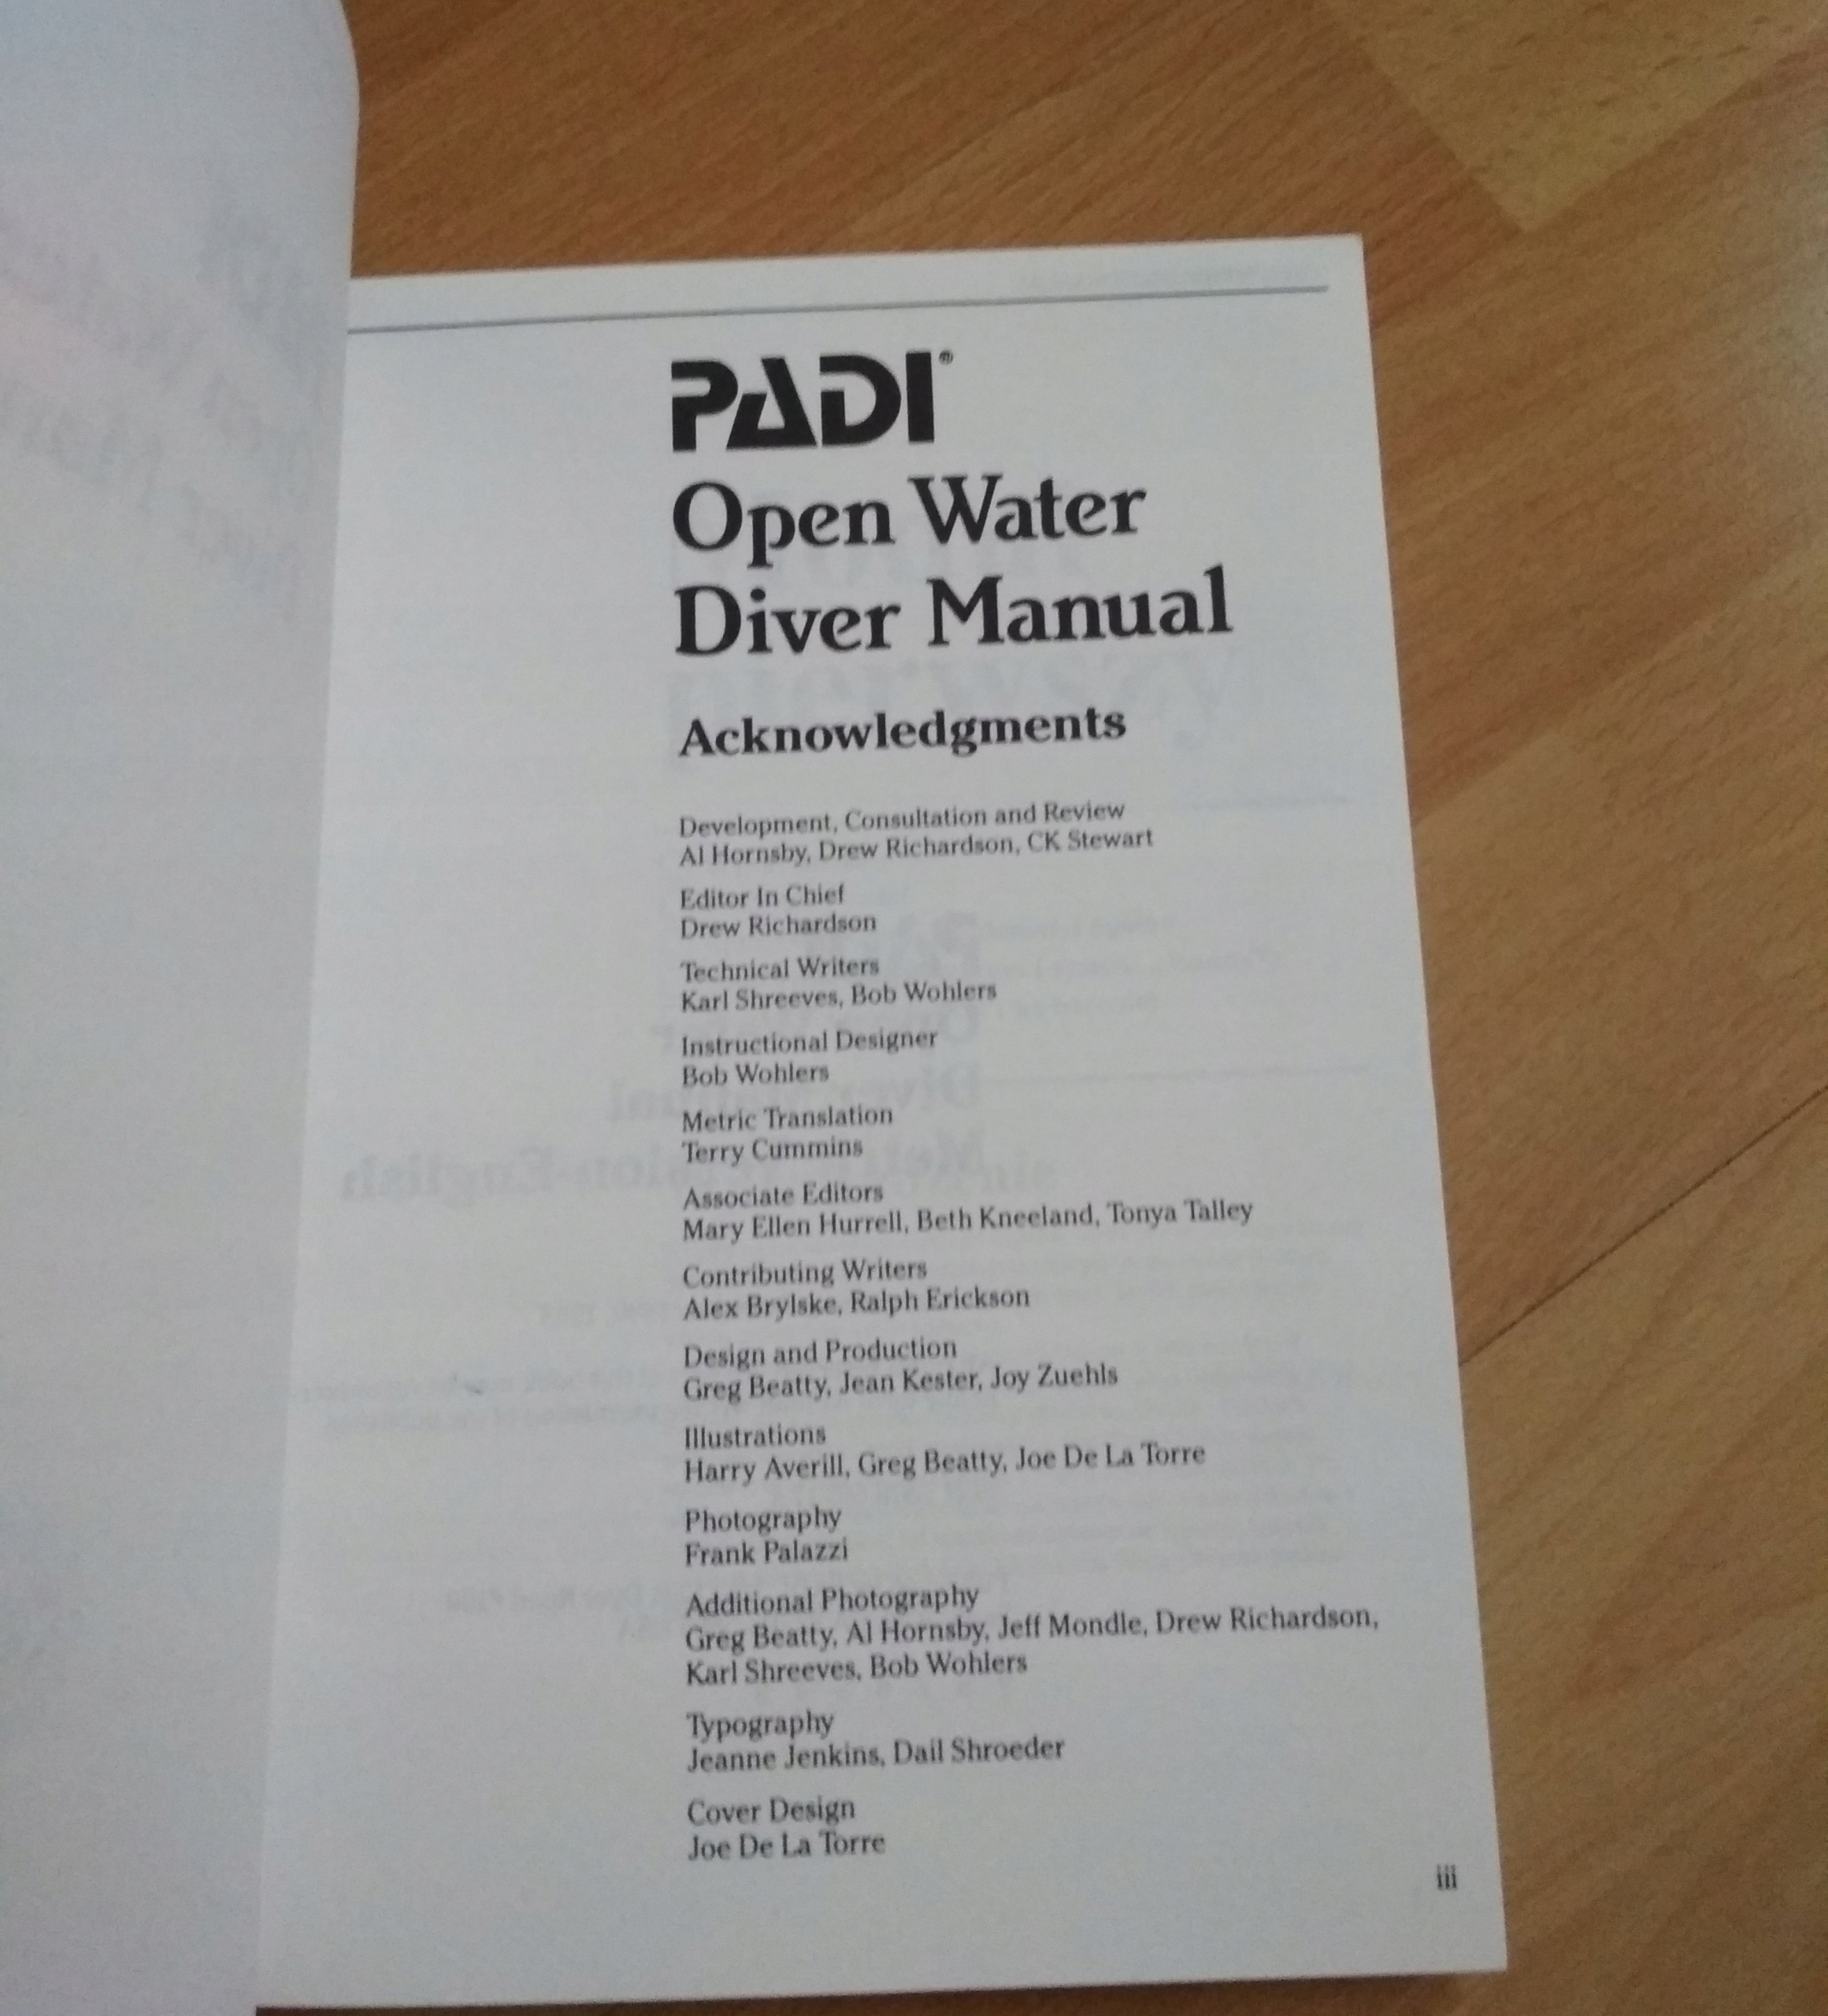 PADI®
Open Water
Diver Manual
Acknowledgments
Development, Consultation and Review
Al Hornsby, Drew Richardson, CK Stewart
Editor In Chief
Drew Richardson
Technical Writers
Karl Shreeves, Bob Wohlers
Instructional Designer
Bob Wohlers
Metric Translation
Terry Cummins
Associate Editors
Mary Ellen Hurrell, Beth Kneeland, Tonya Talley
Contributing Writers
Alex Brylske, Ralph Erickson
Design and Production
Greg Beatty, Jean Kester, Joy Zuehls
Illustrations
Harry Averill, Greg Beatty, Joe De La Torre
Photography
Frank Palazzi
Additional Photography
Greg Beatty, Al Hornsby, Jeff Mondle, Drew Richardson,
Karl Shreeves, Bob Wohlers
Typography
Jeanne Jenkins, Dail Shroeder
Cover Design
Joe De La Torre
iii